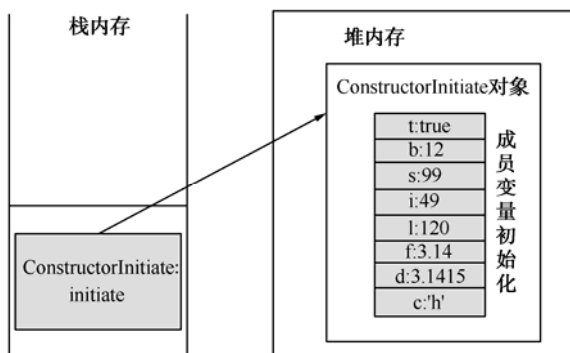 栈内存
ConstructorInitiate:
initiate
堆内存
ConstructorInitiate对象
t:true
b:12
s:99
i:49
l:120
f:3.14
d:3.1415
c:'h'
成员变量初始化